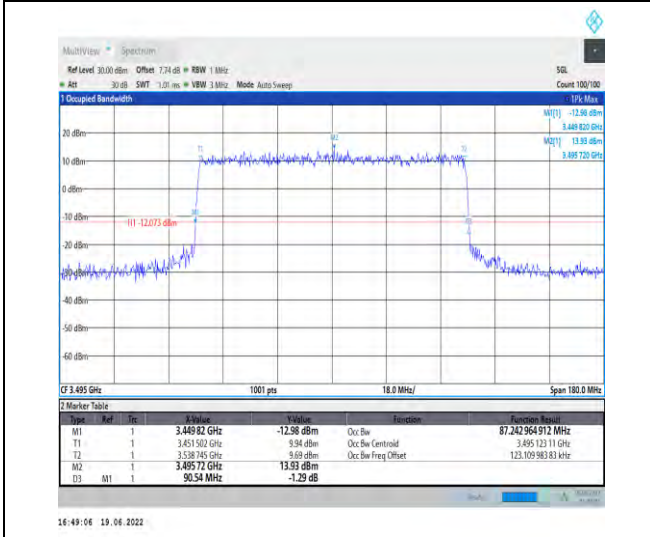 MultiView Spectrum
Ref Level 30.00 dBm Offset 7.74 dB RBW 1 MHz SGL
Att 30 dB SWT 1.01 ms VBW 3 MHz Mode Auto Sweep Count 100/100
1 Occupied Bandwidth 1Pk Max
M1[1] -12.98 dBm
3.449 820 GHz
M2[1] 13.93 dBm
3.495 720 GHz
20 dBm
T1 M2 T2
10 dBm
0 dBm
-10 dBm
H1 -12.073 dBm
-20 dBm
-30 dBm
-40 dBm
-50 dBm
-60 dBm
CF 3.495 GHz 1001 pts 18.0 MHz/ Span 180.0 MHz
2 Marker Table
Type Ref Trc X-Value Y-Value Function Function Result
M1 1 3.449 82 GHz -12.98 dBm Occ Bw 87.242 964 912 MHz
T1 1 3.451 502 GHz 9.94 dBm Occ Bw Centroid 3.495 123 11 GHz
T2 1 3.538 745 GHz 9.69 dBm Occ Bw Freq Offset 123.109 983 83 kHz
M2 1 3.495 72 GHz 13.93 dBm
D3 M1 1 90.54 MHz -1.29 dB
16:49:06 19.06.2022